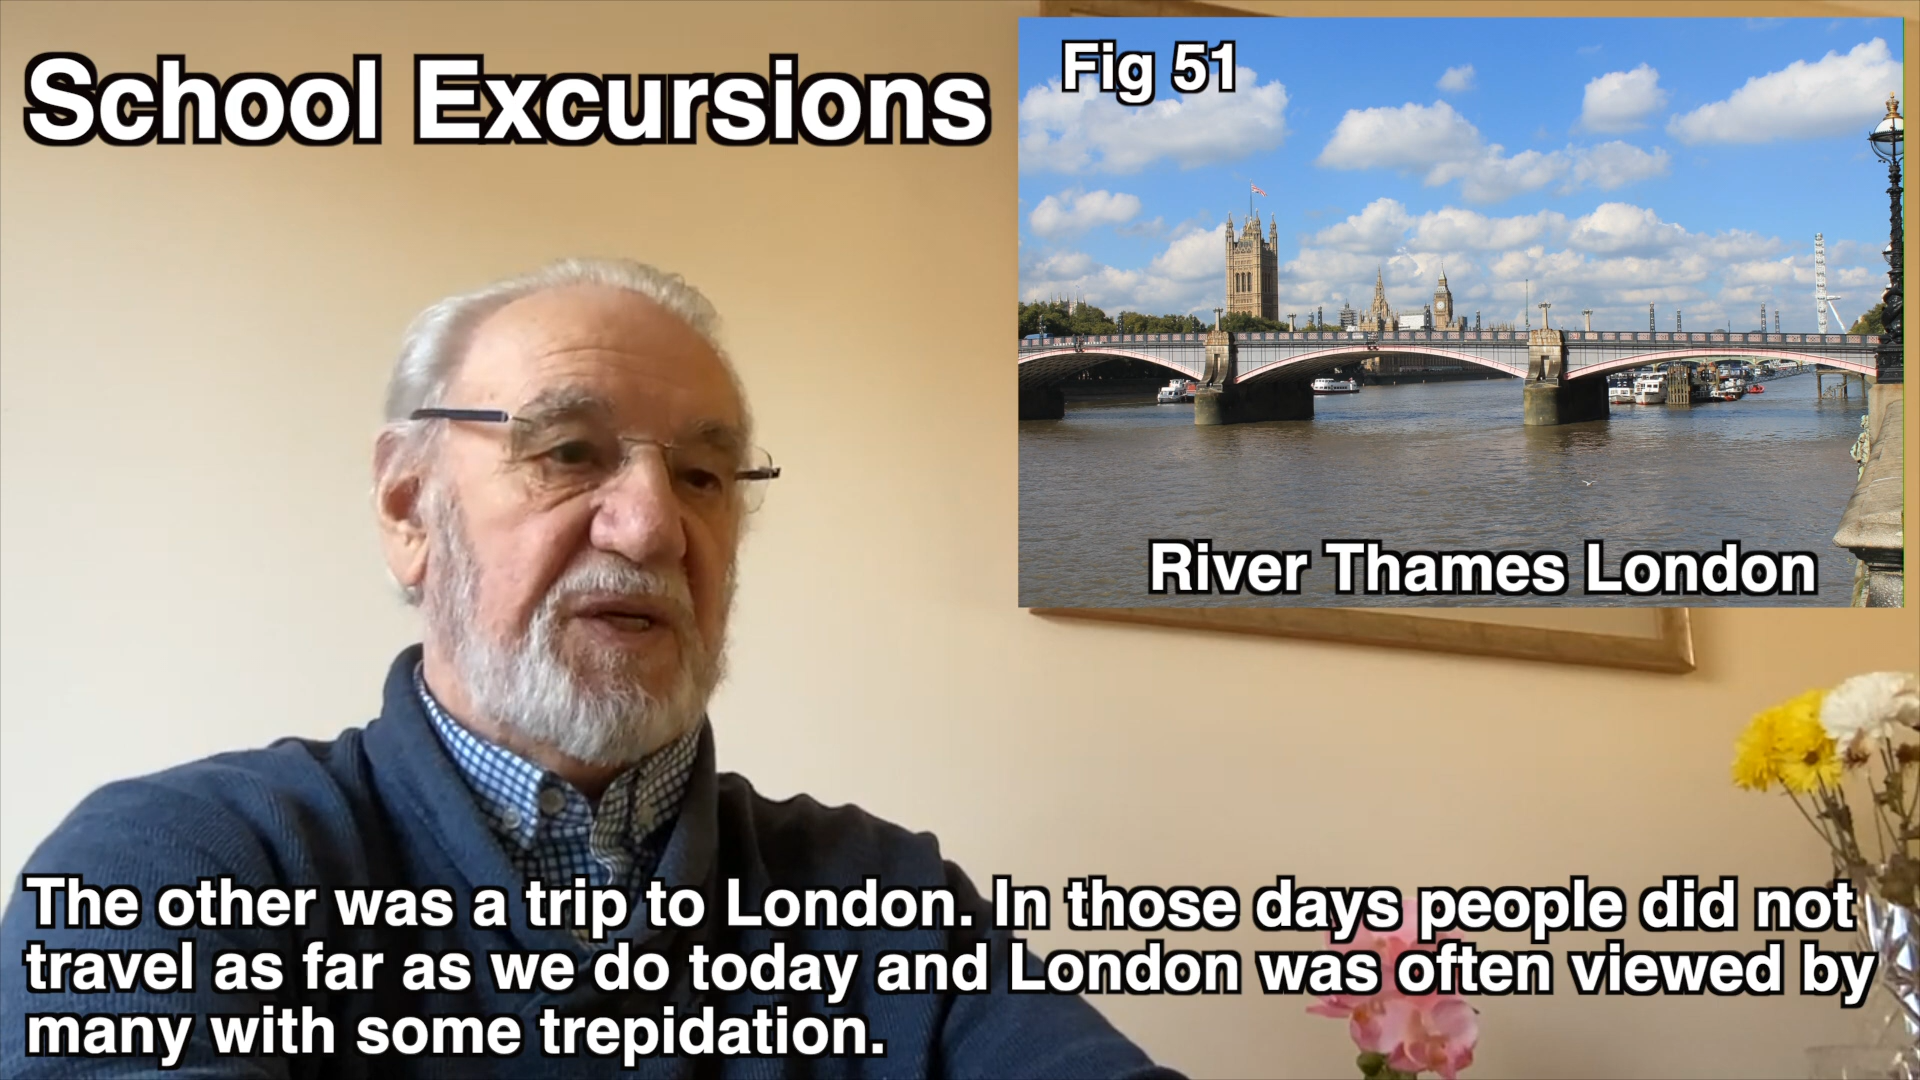 School Excursions
Fig 51
River Thames London
The other was a trip to London. In those days people did not
travel as far as we do today and London was often viewed by
many with some trepidation.